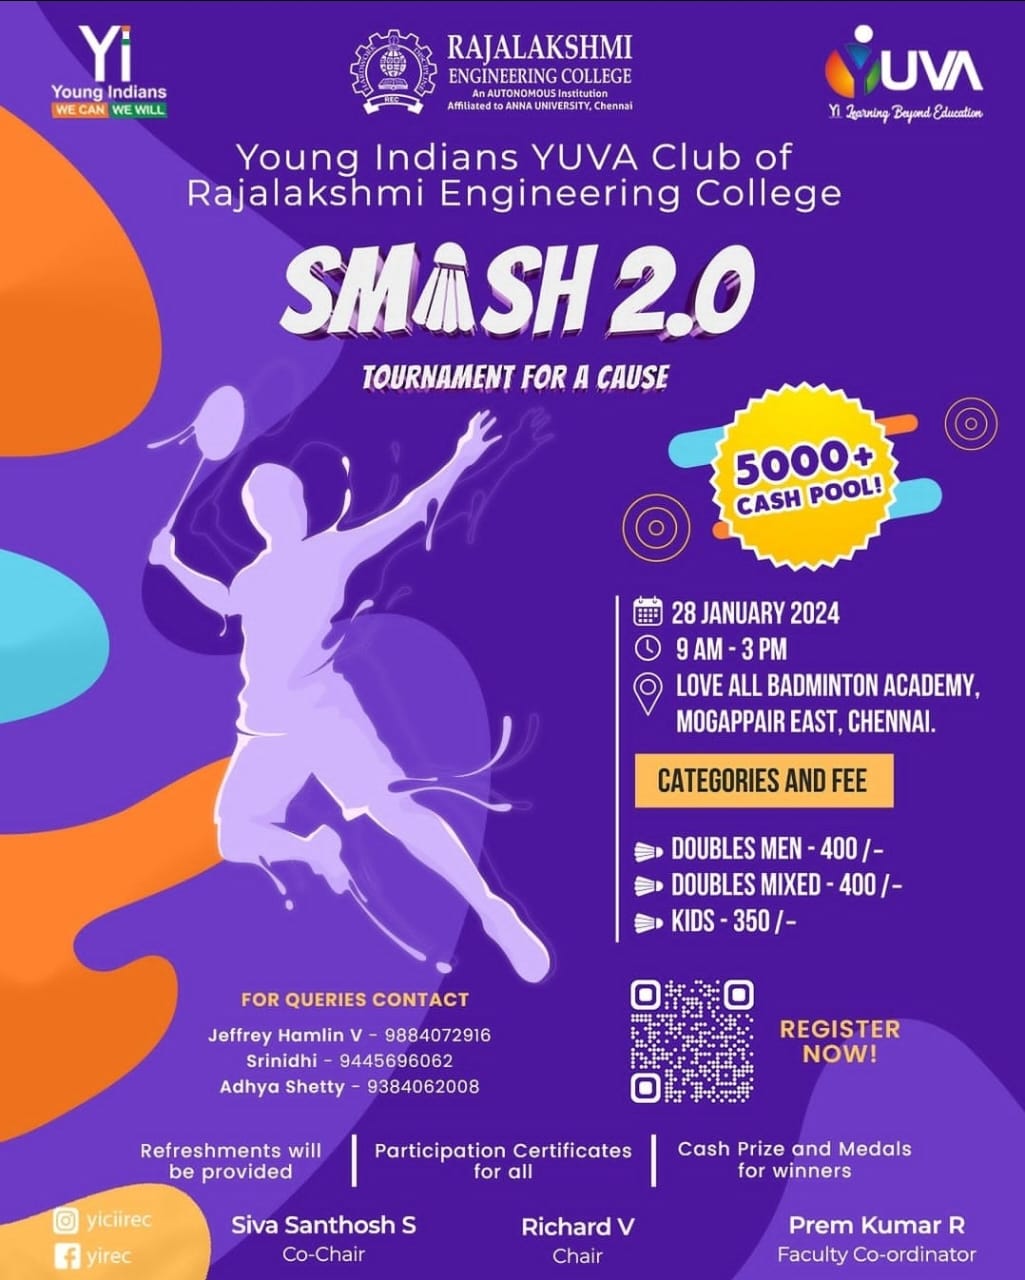 Yi
Young Indians
WE CAN WE WILL
RAJALAKSHMI
ENGINEERING COLLEGE
An AUTONOMOUS Institution
Affiliated to ANNA UNIVERSITY, Chennai
REC
YUVA
Yi Learning Beyond Education
Young Indians YUVA Club of
Rajalakshmi Engineering College
SMASH 2.0
TOURNAMENT FOR A CAUSE
5000+
CASH POOL!
28 JANUARY 2024
9 AM - 3 PM
LOVE ALL BADMINTON ACADEMY,
MOGAPPAIR EAST, CHENNAI.
CATEGORIES AND FEE
DOUBLES MEN - 400 /-
DOUBLES MIXED - 400 /-
KIDS - 350 /-
FOR QUERIES CONTACT
Jeffrey Hamlin V - 9884072916
Srinidhi - 9445696062
Adhya Shetty - 9384062008
REGISTER
NOW!
Refreshments will
be provided
Participation Certificates
for all
Cash Prize and Medals
for winners
yiciirec
yirec
Siva Santhosh S
Co-Chair
Richard V
Chair
Prem Kumar R
Faculty Co-ordinator